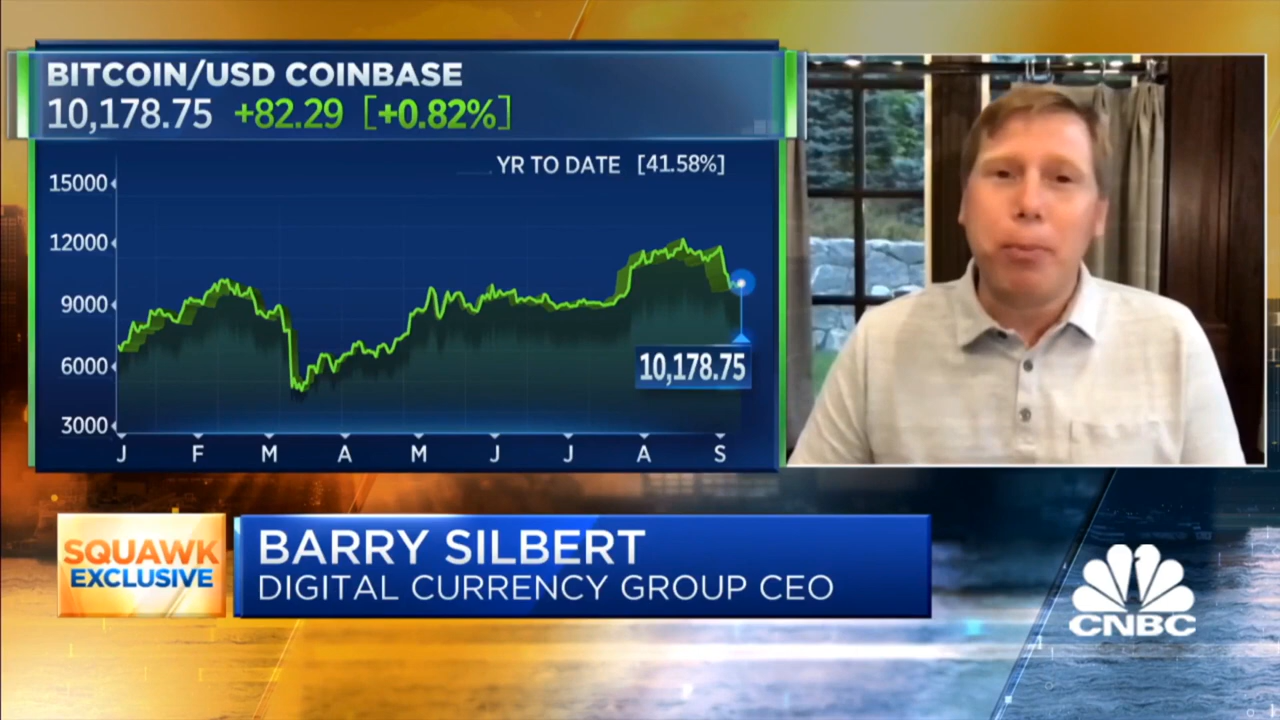 BITCOIN/USD COINBASE
10,178.75 +82.29 [+0.82%]
YR TO DATE [41.58%]
15000
12000
9000
6000
3000
10,178.75
J F M A M J J A S
SQUAWK
EXCLUSIVE
BARRY SILBERT
DIGITAL CURRENCY GROUP CEO
CNBC